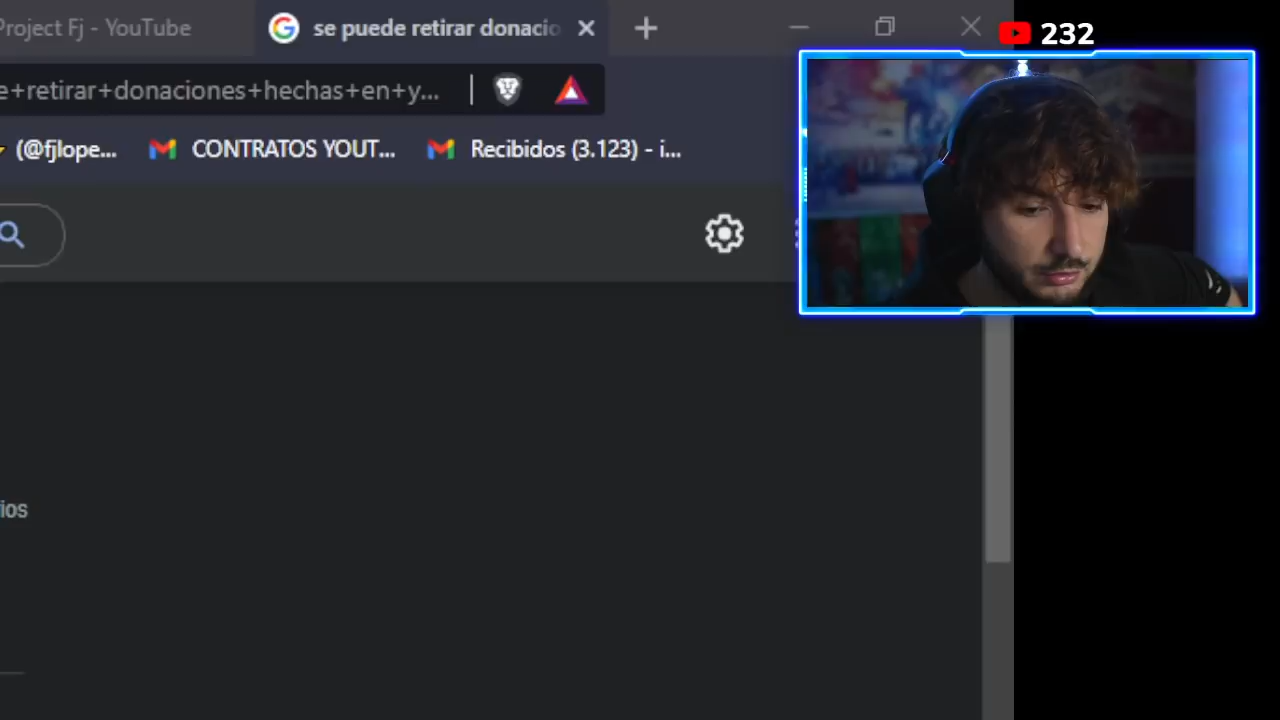 Project Fj - YouTube
se puede retirar donacio
232
e+retirar+donaciones+hechas+en+y...
(@fjlope... CONTRATOS YOUT... Recibidos (3.123) - i...
ios